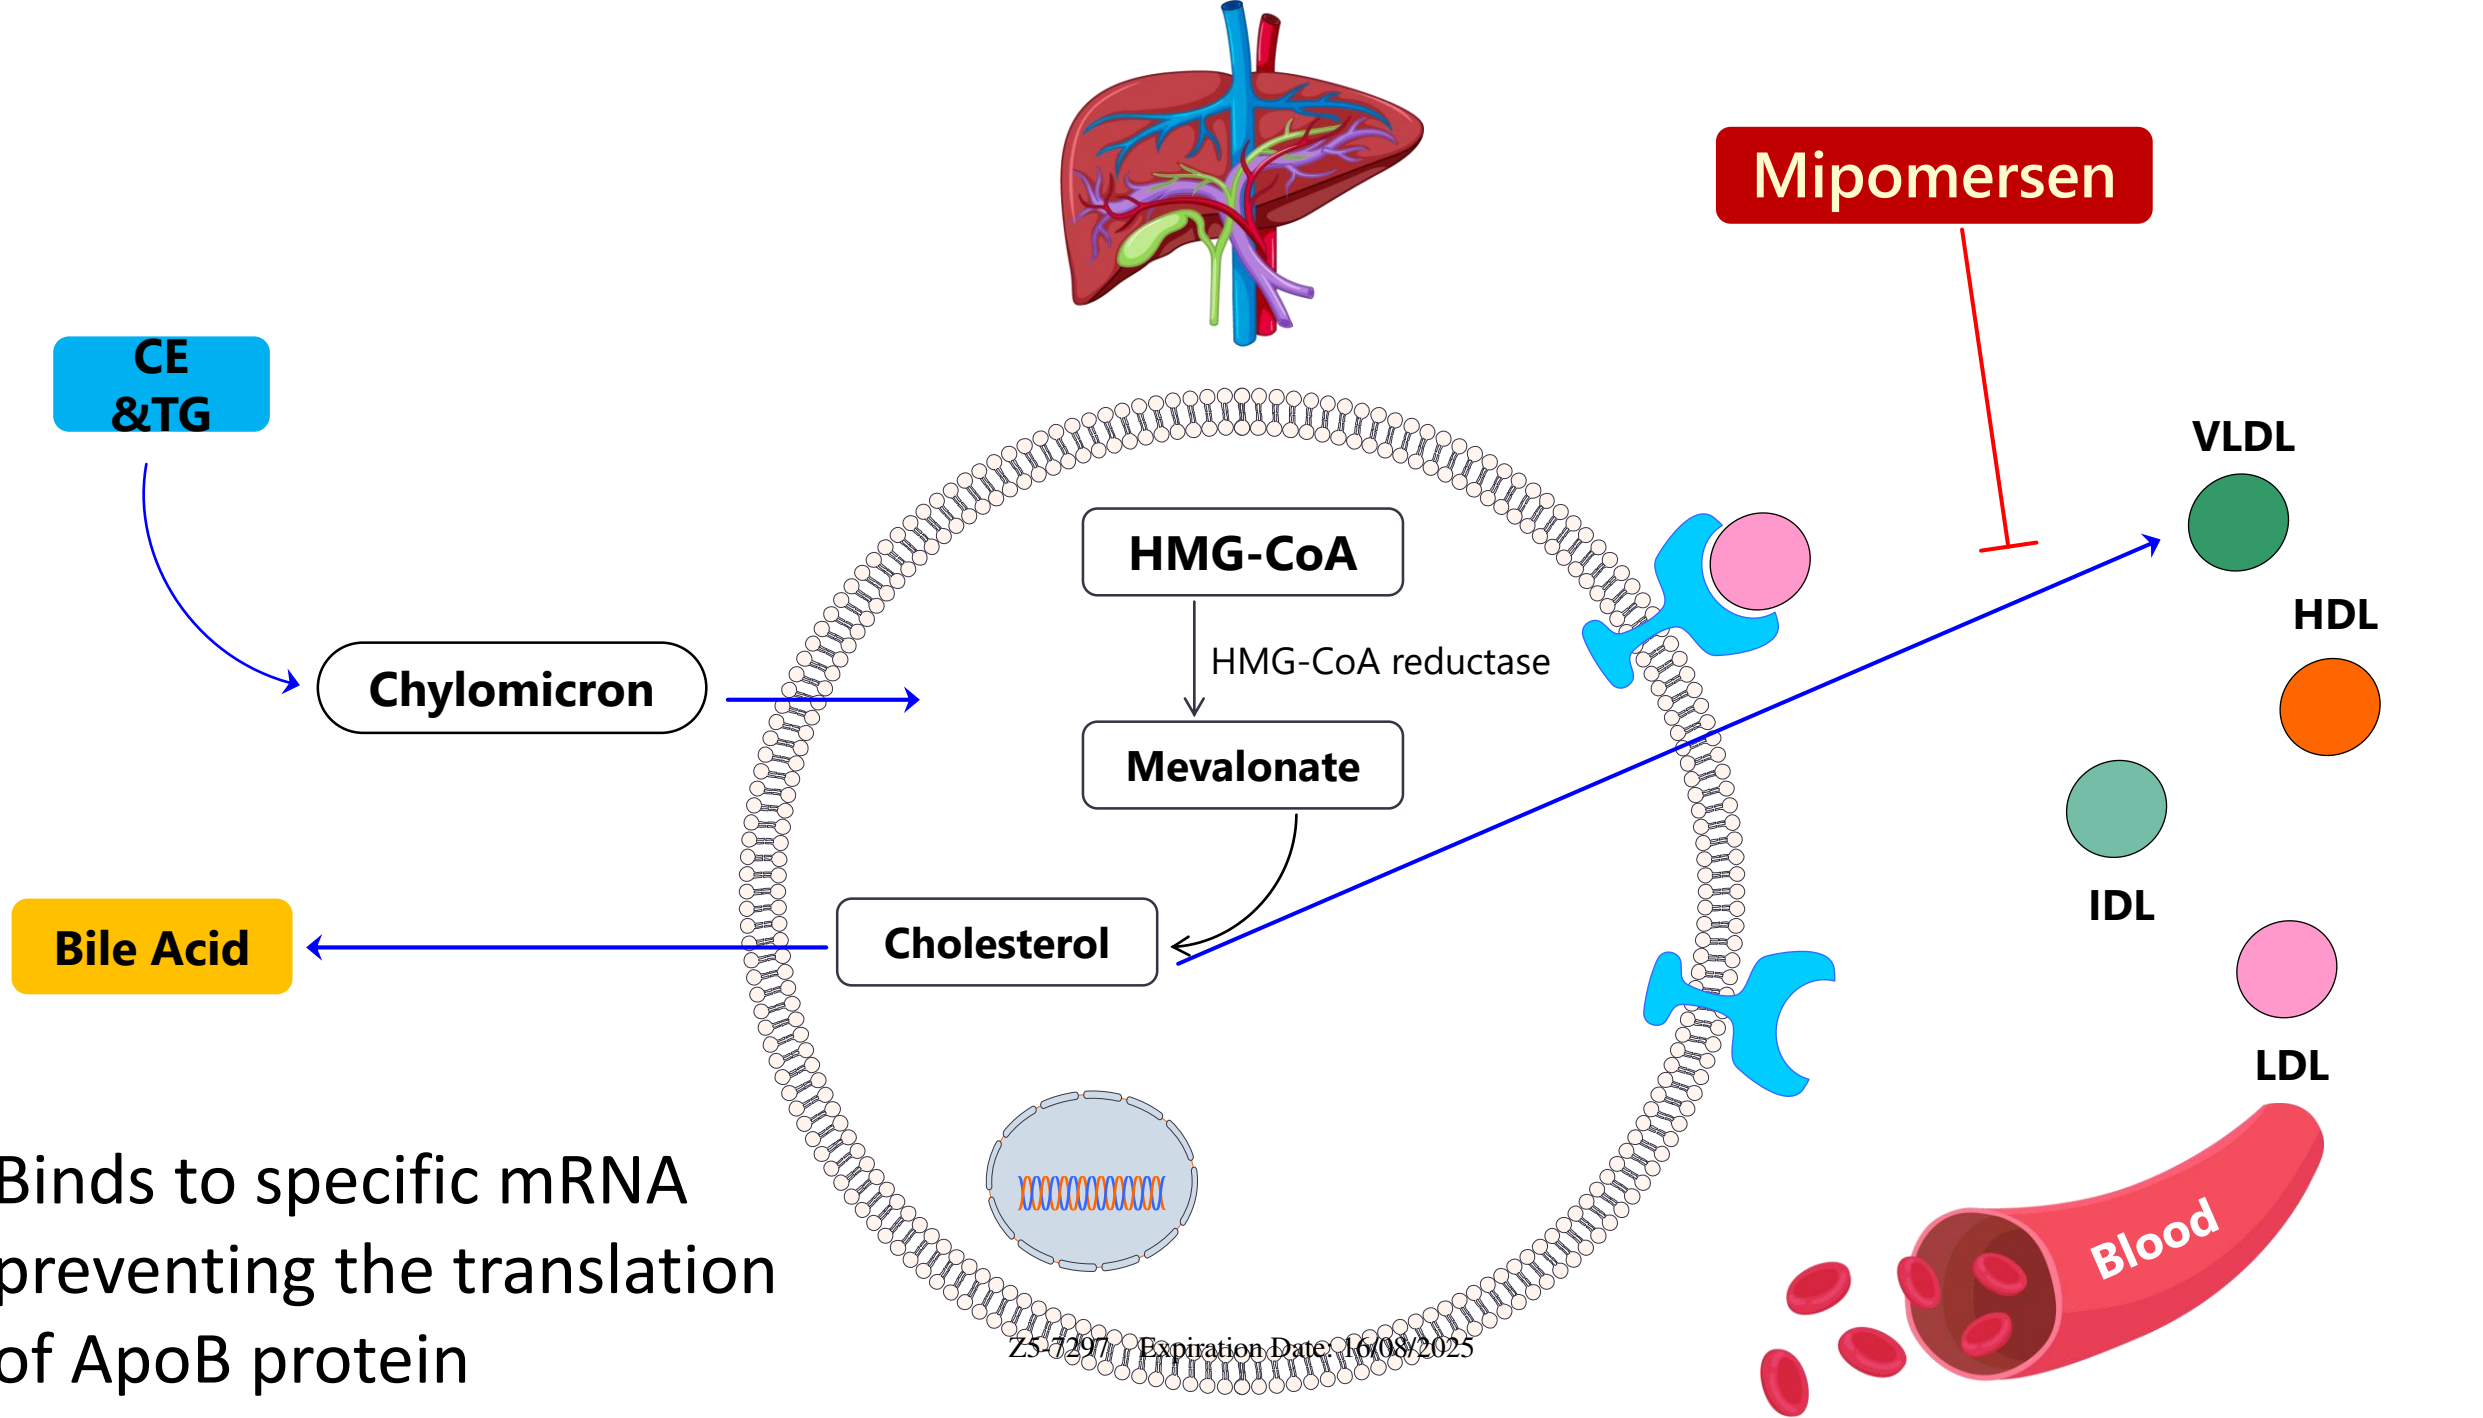 Mipomersen
CE
&TG
VLDL
HMG-CoA
HDL
HMG-CoA reductase
Chylomicron
Mevalonate
IDL
Bile Acid
Cholesterol
LDL
Binds to specific mRNA
preventing the translation
of ApoB protein
Blood
Z5-7297 Expiration Date: 16/08/2025